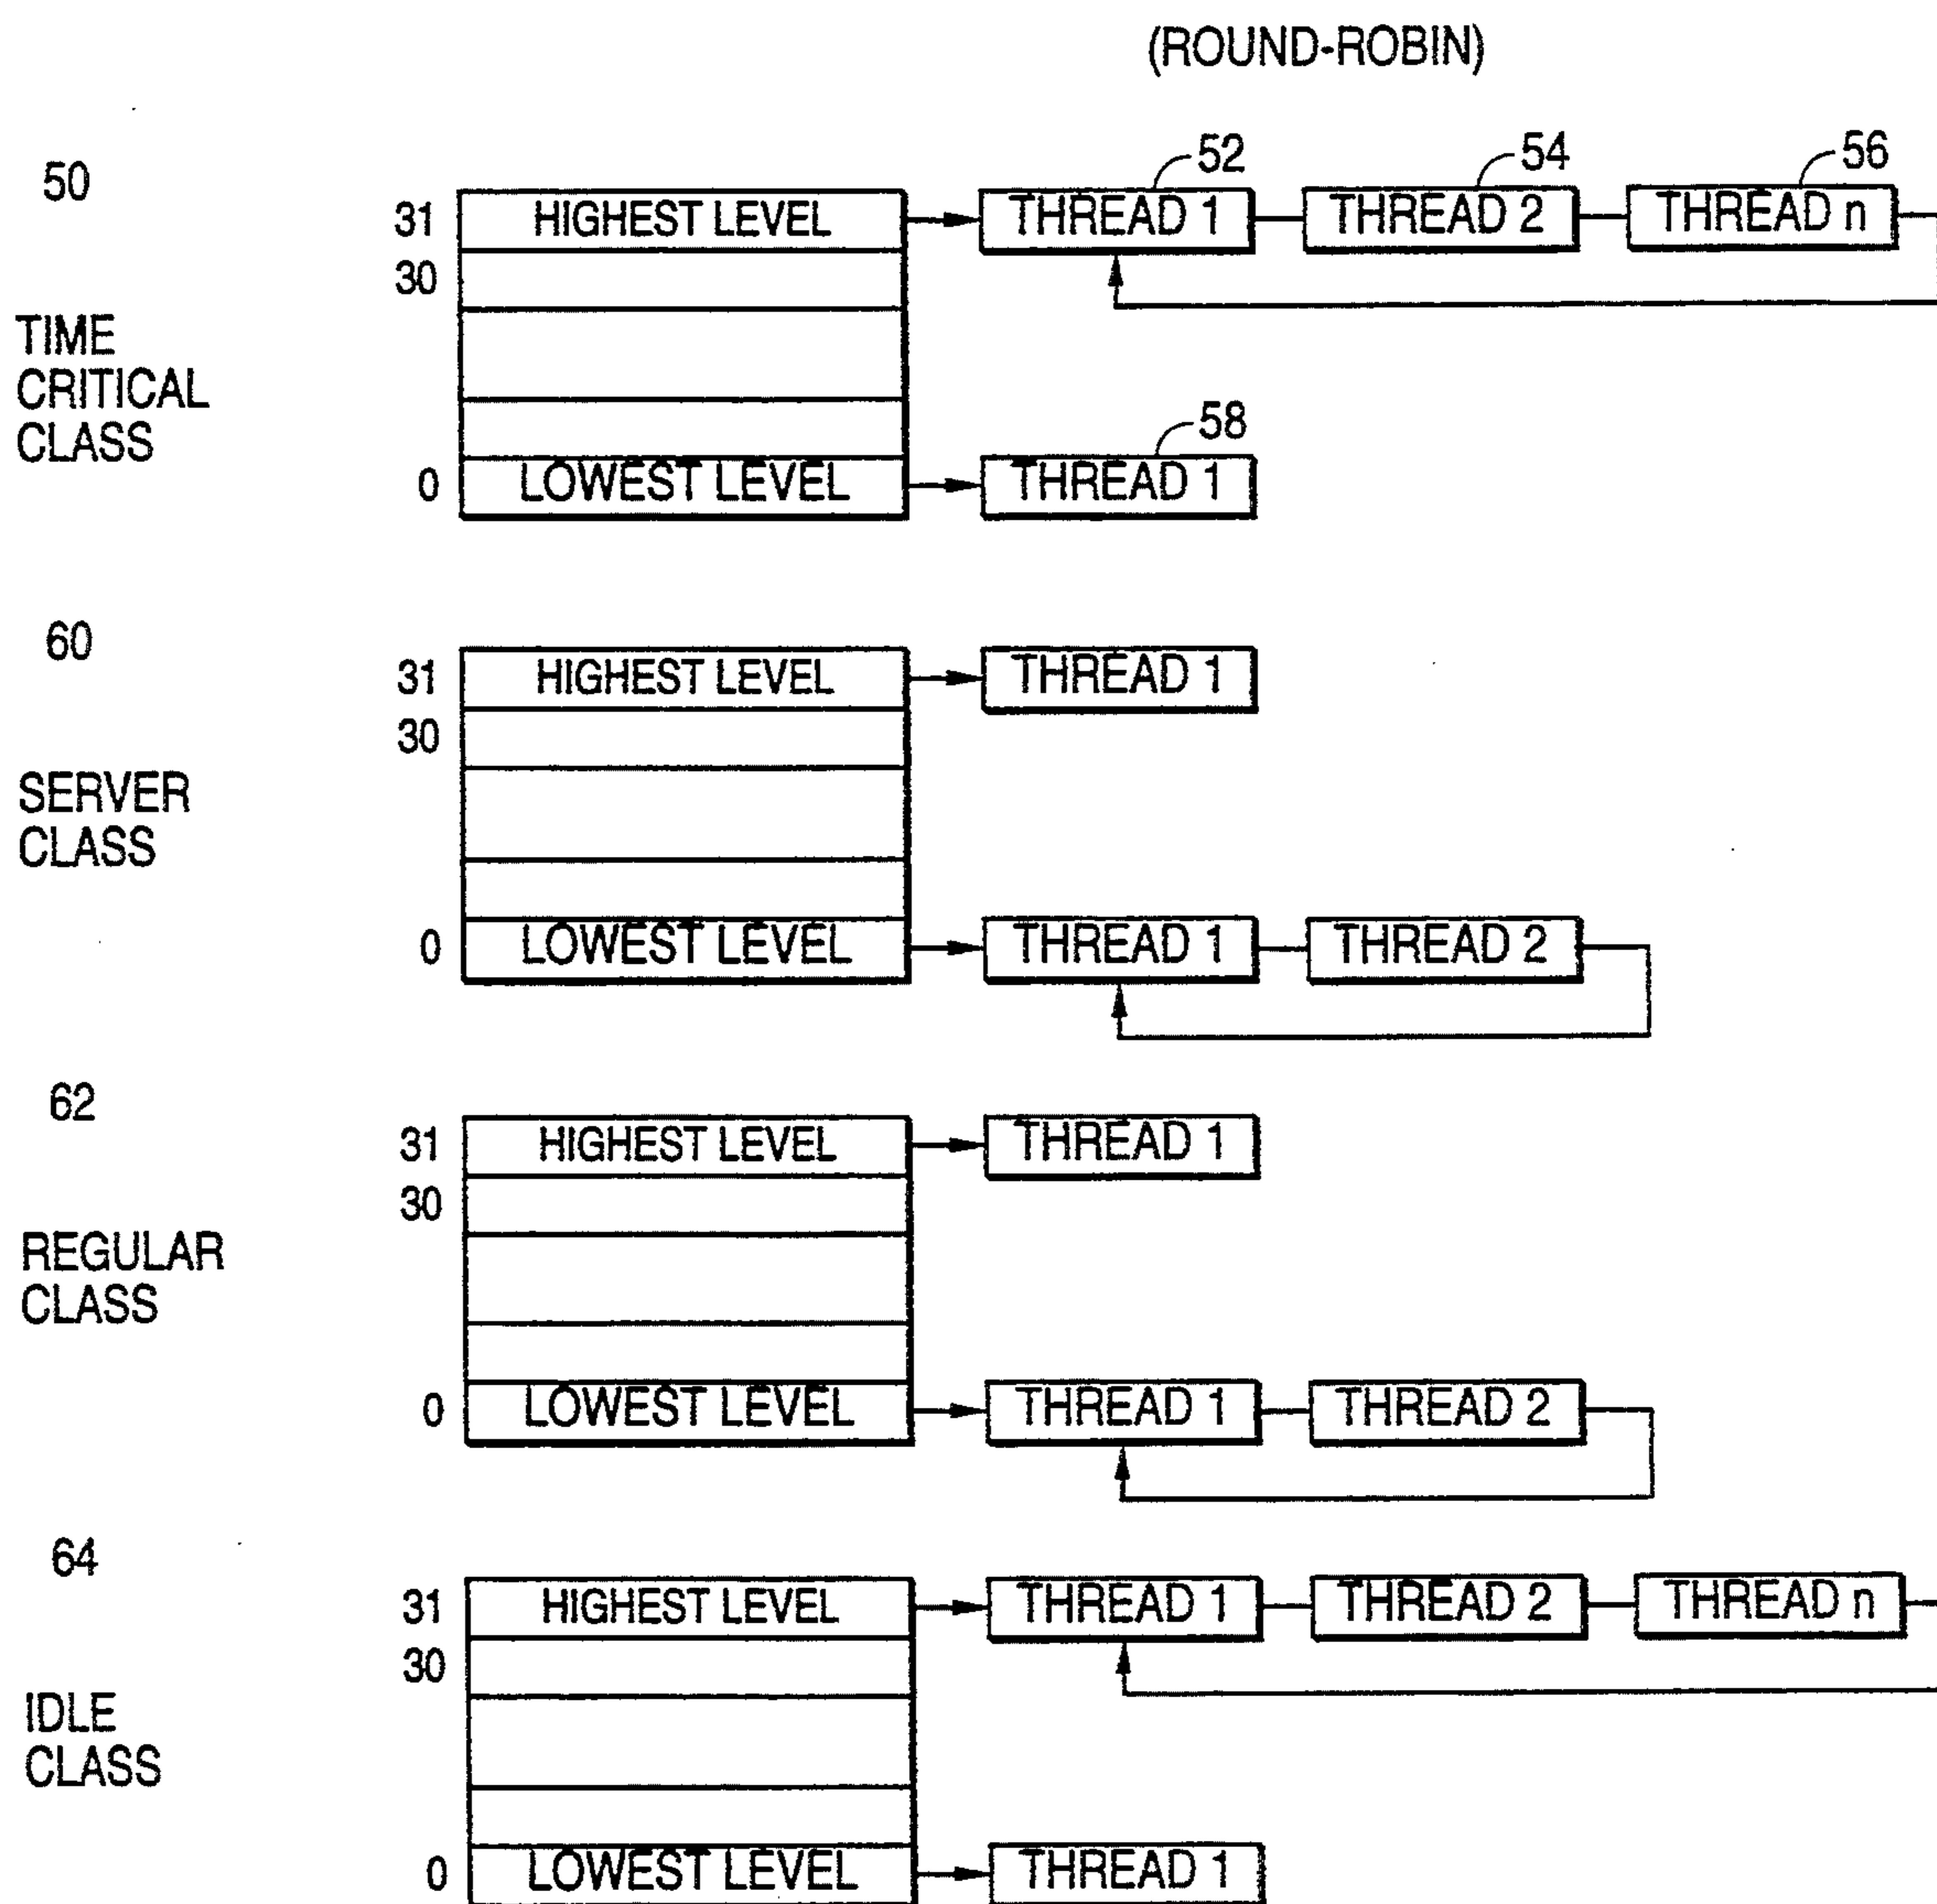 (ROUND-ROBIN)
50
TIME
CRITICAL
CLASS
31 HIGHEST LEVEL THREAD 1 52 THREAD 2 54 THREAD n 56
30
0 LOWEST LEVEL THREAD 1 58
60
SERVER
CLASS
31 HIGHEST LEVEL THREAD 1
30
0 LOWEST LEVEL THREAD 1 THREAD 2
62
REGULAR
CLASS
31 HIGHEST LEVEL THREAD 1
30
0 LOWEST LEVEL THREAD 1 THREAD 2
64
IDLE
CLASS
31 HIGHEST LEVEL THREAD 1 THREAD 2 THREAD n
30
0 LOWEST LEVEL THREAD 1